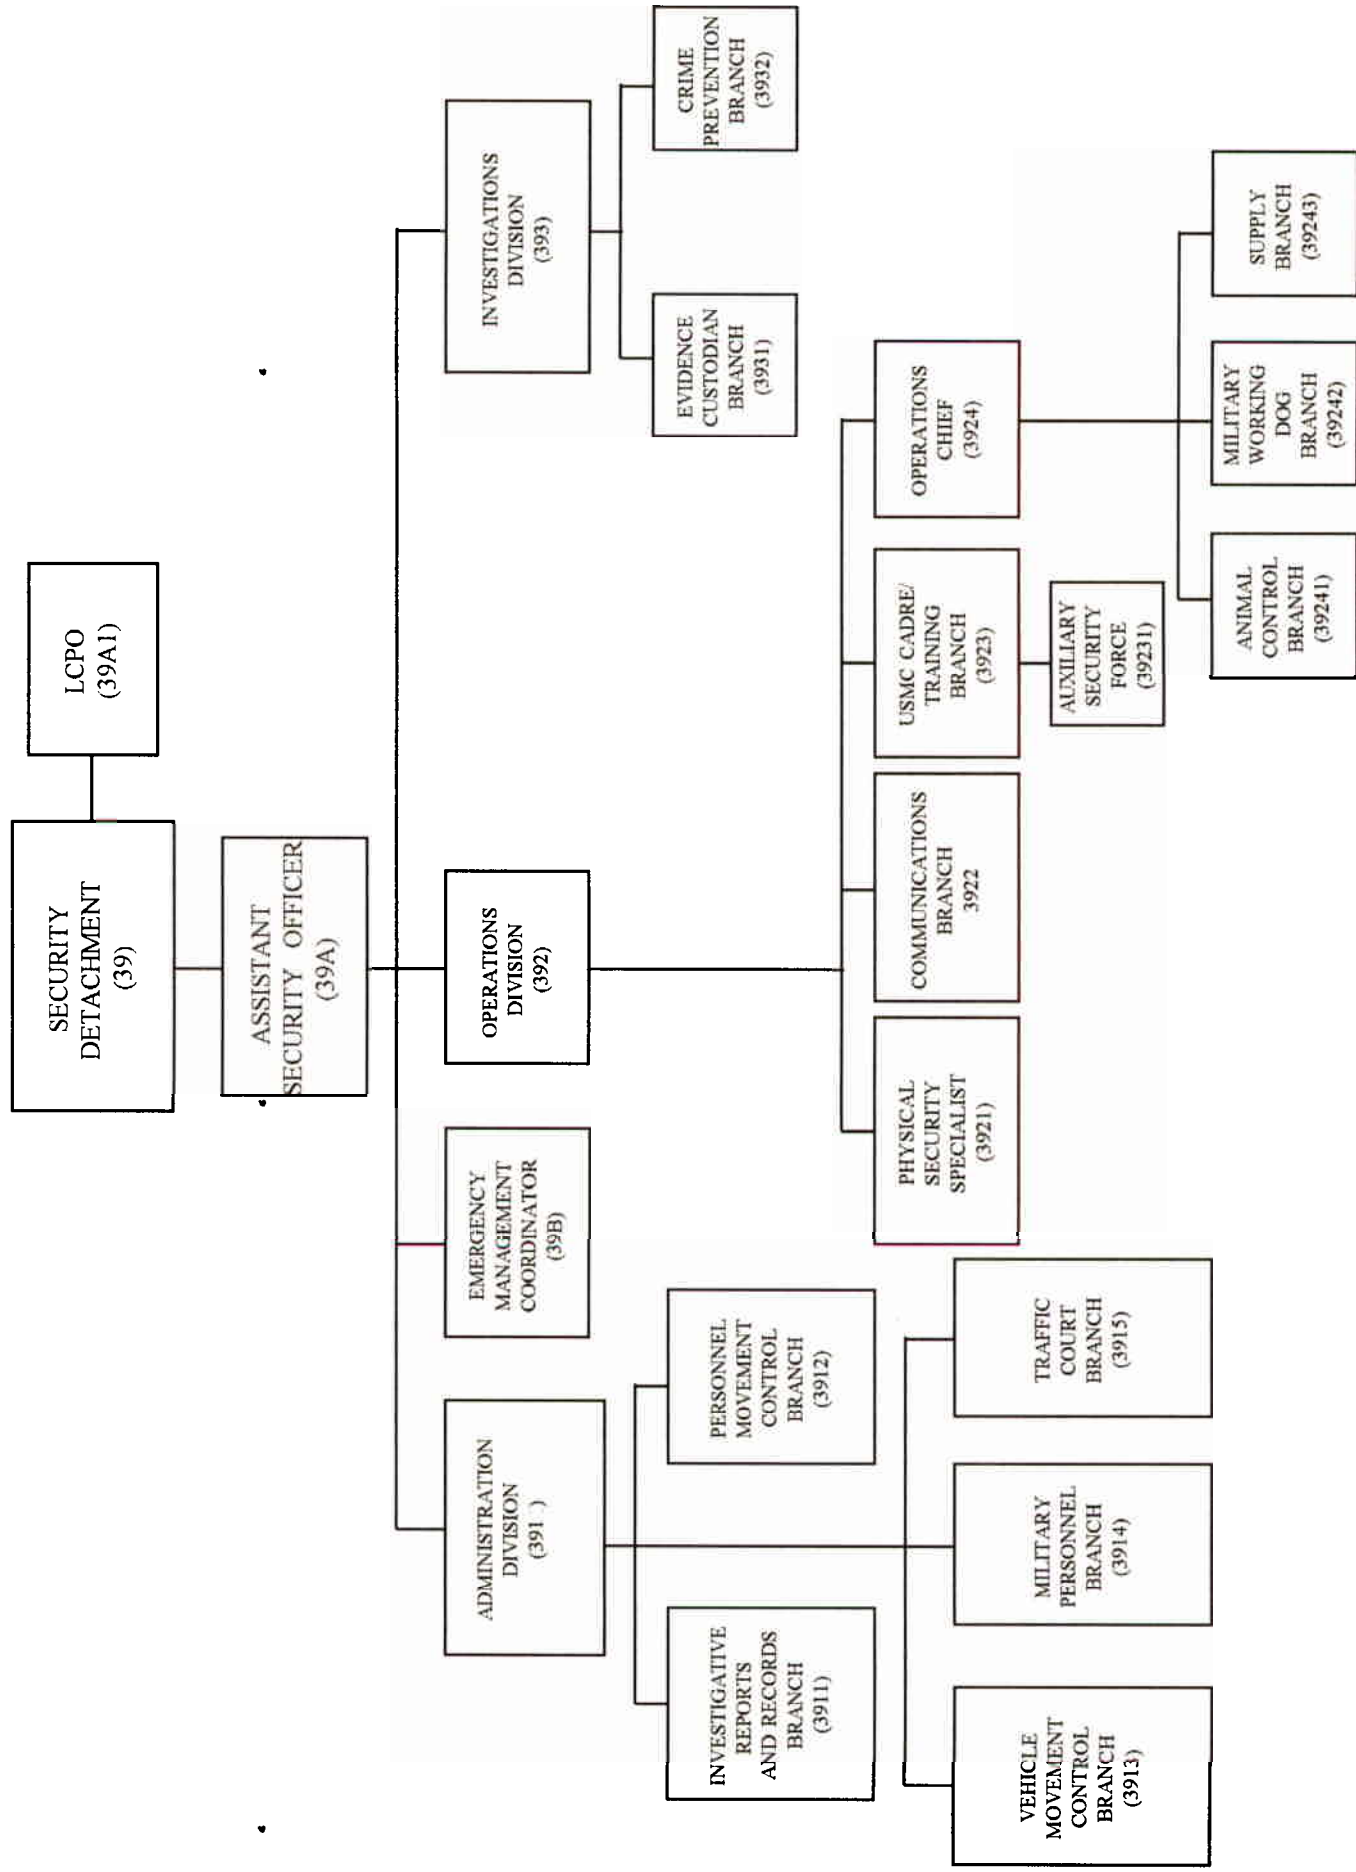 SECURITY
DETACHMENT
(39)
LCPO
(39A1)
ASSISTANT
SECURITY OFFICER
(39A)
ADMINISTRATION
DIVISION
(391 )
EMERGENCY
MANAGEMENT
COORDINATOR
(39B)
OPERATIONS
DIVISION
(392)
INVESTIGATIONS
DIVISION
(393)
INVESTIGATIVE
REPORTS
AND RECORDS
BRANCH
(3911)
PERSONNEL
MOVEMENT
CONTROL
BRANCH
(3912)
EVIDENCE
CUSTODIAN
BRANCH
(3931)
CRIME
PREVENTION
BRANCH
(3932)
VEHICLE
MOVEMENT
CONTROL
BRANCH
(3913)
MILITARY
PERSONNEL
BRANCH
(3914)
TRAFFIC
COURT
BRANCH
(3915)
PHYSICAL
SECURITY
SPECIALIST
(3921)
COMMUNICATIONS
BRANCH
3922
USMC CADRE/
TRAINING
BRANCH
(3923)
OPERATIONS
CHIEF
(3924)
AUXILIARY
SECURITY
FORCE
(39231)
ANIMAL
CONTROL
BRANCH
(39241)
MILITARY
WORKING
DOG
BRANCH
(39242)
SUPPLY
BRANCH
(39243)